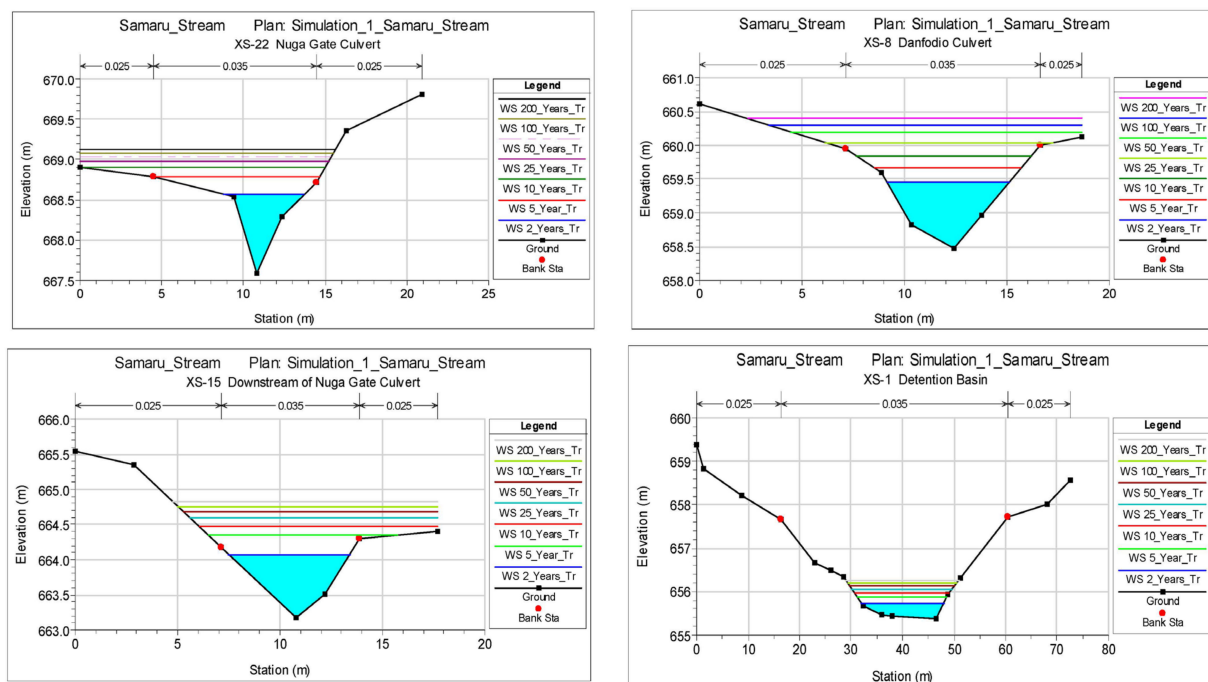 Samaru_Stream Plan: Simulation_1_Samaru_Stream
XS-22 Nuga Gate Culvert
0.025 0.035 0.025
670.0
669.5
669.0
668.5
668.0
667.5
Elevation (m)
0 5 10 15 20 25
Station (m)
Legend
WS 200_Years_Tr
WS 100_Years_Tr
WS 50_Years_Tr
WS 25_Years_Tr
WS 10_Years_Tr
WS 5_Year_Tr
WS 2_Years_Tr
Ground
Bank Sta
Samaru_Stream Plan: Simulation_1_Samaru_Stream
XS-8 Danfodio Culvert
0.025 0.035 0.025
661.0
660.5
660.0
659.5
659.0
658.5
658.0
Elevation (m)
0 5 10 15 20
Station (m)
Legend
WS 200_Years_Tr
WS 100_Years_Tr
WS 50_Years_Tr
WS 25_Years_Tr
WS 10_Years_Tr
WS 5_Year_Tr
WS 2_Years_Tr
Ground
Bank Sta
Samaru_Stream Plan: Simulation_1_Samaru_Stream
XS-15 Downstream of Nuga Gate Culvert
0.025 0.035 0.025
666.0
665.5
665.0
664.5
664.0
663.5
663.0
Elevation (m)
0 5 10 15 20
Station (m)
Legend
WS 200_Years_Tr
WS 100_Years_Tr
WS 50_Years_Tr
WS 25_Years_Tr
WS 10_Years_Tr
WS 5_Year_Tr
WS 2_Years_Tr
Ground
Bank Sta
Samaru_Stream Plan: Simulation_1_Samaru_Stream
XS-1 Detention Basin
0.025 0.035 0.025
660
659
658
657
656
655
Elevation (m)
0 10 20 30 40 50 60 70 80
Station (m)
Legend
WS 200_Years_Tr
WS 100_Years_Tr
WS 50_Years_Tr
WS 25_Years_Tr
WS 10_Years_Tr
WS 5_Year_Tr
WS 2_Years_Tr
Ground
Bank Sta